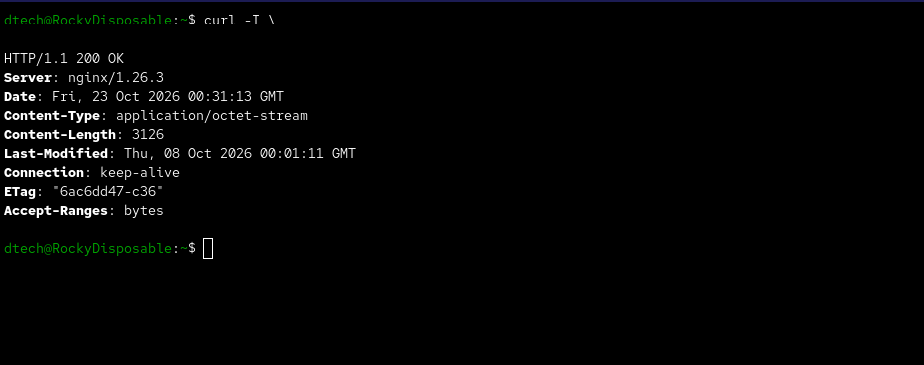 dtech@RockyDisposable:~$ curl -I \
HTTP/1.1 200 OK
Server: nginx/1.26.3
Date: Fri, 23 Oct 2026 00:31:13 GMT
Content-Type: application/octet-stream
Content-Length: 3126
Last-Modified: Thu, 08 Oct 2026 00:01:11 GMT
Connection: keep-alive
ETag: "6ac6dd47-c36"
Accept-Ranges: bytes
dtech@RockyDisposable:~$